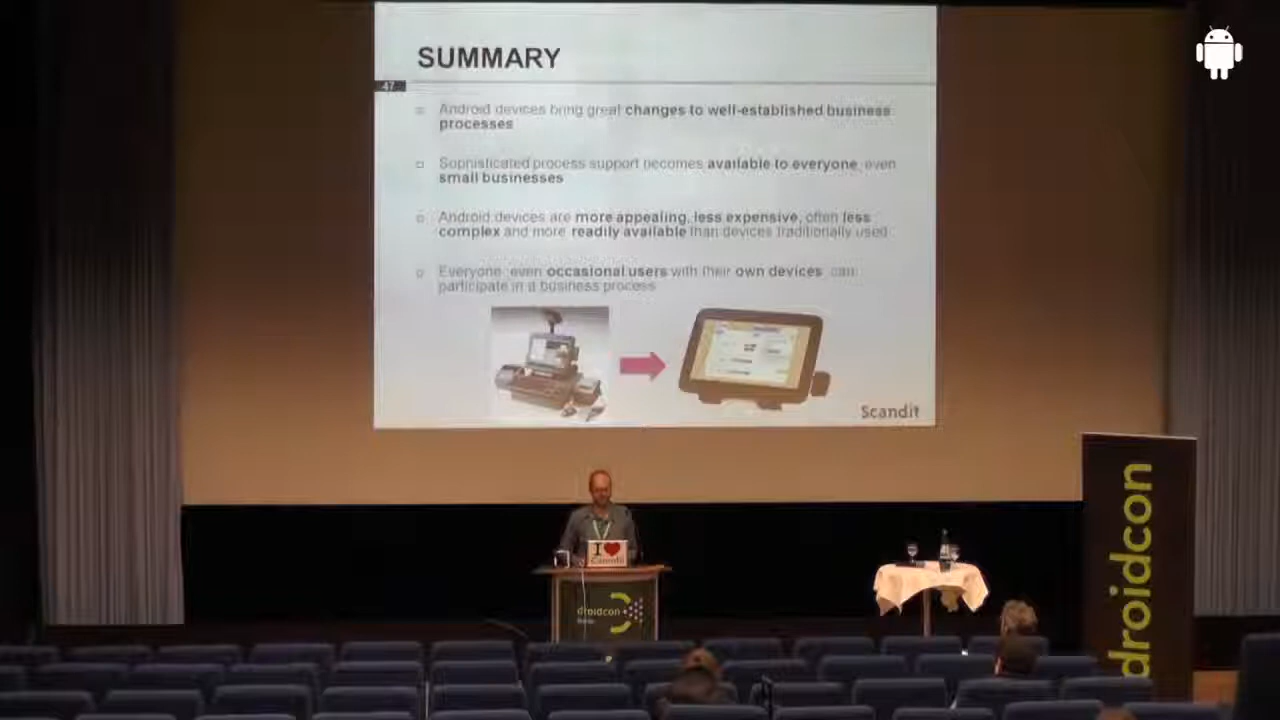 SUMMARY
47
Android devices bring great changes to well-established business
processes
Sophisticated process support becomes available to everyone, even
small businesses
Android devices are more appealing, less expensive, often less
complex and more readily available than devices traditionally used
Everyone, even occasional users with their own devices, can
participate in a business process
Scandit
I
droidcon
droidcon